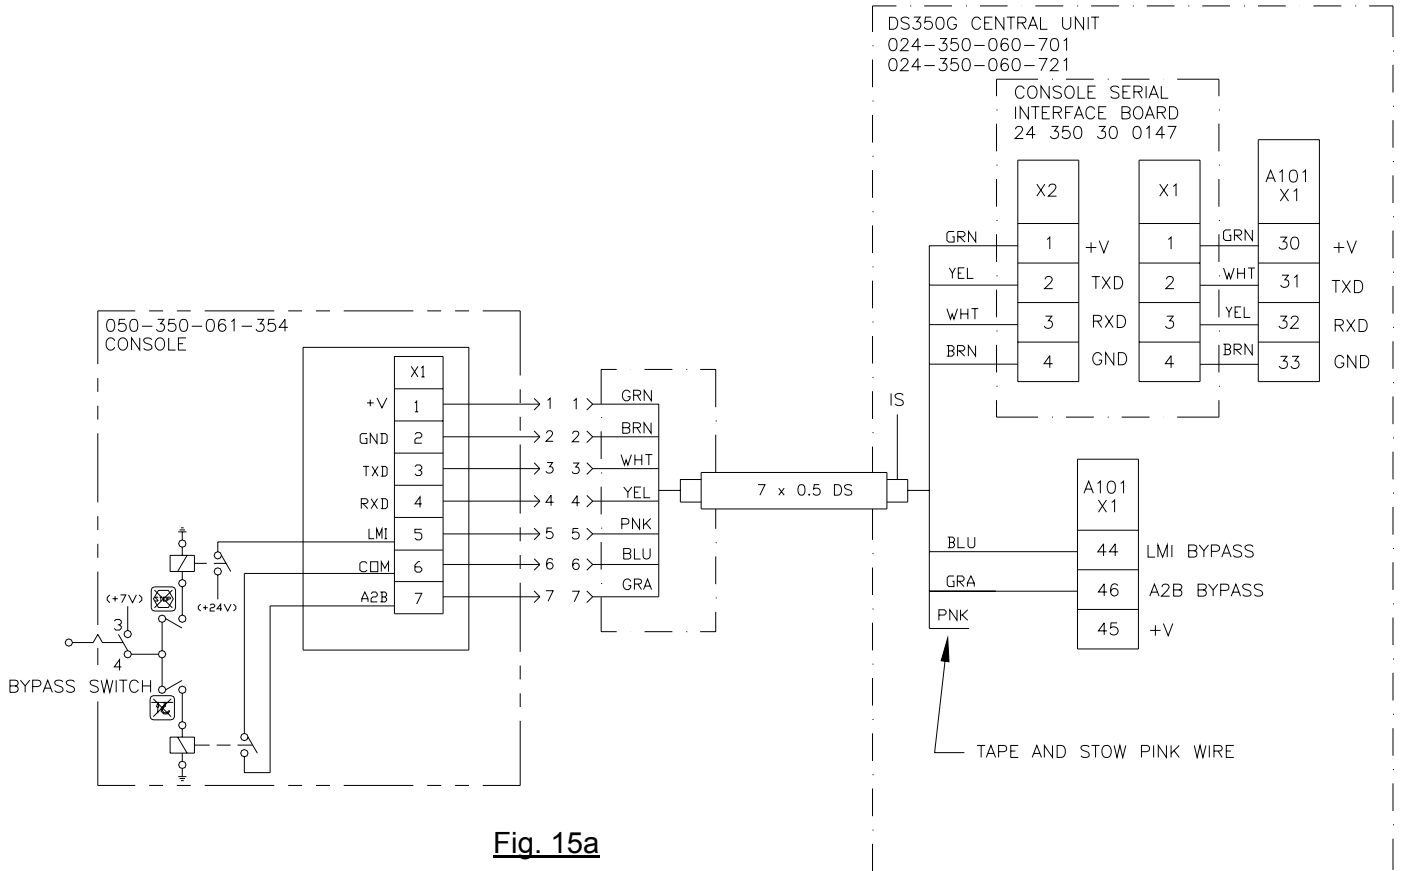 DS350G CENTRAL UNIT
024-350-060-701
024-350-060-721
CONSOLE SERIAL
INTERFACE BOARD
24 350 30 0147
X2
X1
A101
X1
GRN
1
+V
1
GRN
30
+V
YEL
2
TXD
2
WHT
31
TXD
WHT
3
RXD
3
YEL
32
RXD
BRN
4
GND
4
BRN
33
GND
050-350-061-354
CONSOLE
X1
+V
1
1
1
GRN
GND
2
2
2
BRN
TXD
3
3
3
WHT
RXD
4
4
4
YEL
LMI
5
5
5
PNK
COM
6
6
6
BLU
A2B
7
7
7
GRA
7 x 0.5 DS
IS
A101
X1
BLU
44
LMI BYPASS
GRA
46
A2B BYPASS
PNK
45
+V
TAPE AND STOW PINK WIRE
(+7V)
STOP
(+24V)
3
4
BYPASS SWITCH
Fig. 15a